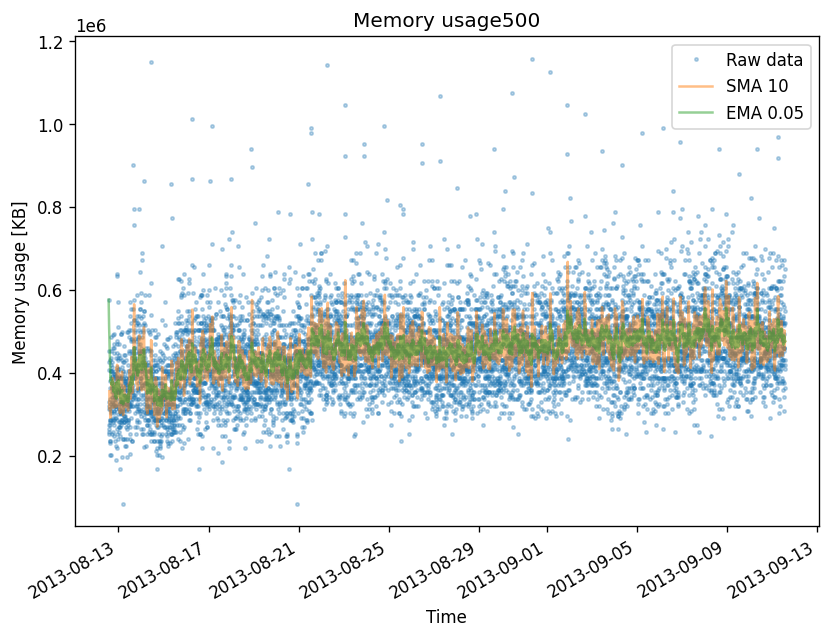 Memory usage500
1e6
Raw data
SMA 10
EMA 0.05
1.2
1.0
0.8
0.6
0.4
0.2
Memory usage [KB]
2013-08-13
2013-08-17
2013-08-21
2013-08-25
2013-08-29
2013-09-01
2013-09-05
2013-09-09
2013-09-13
Time